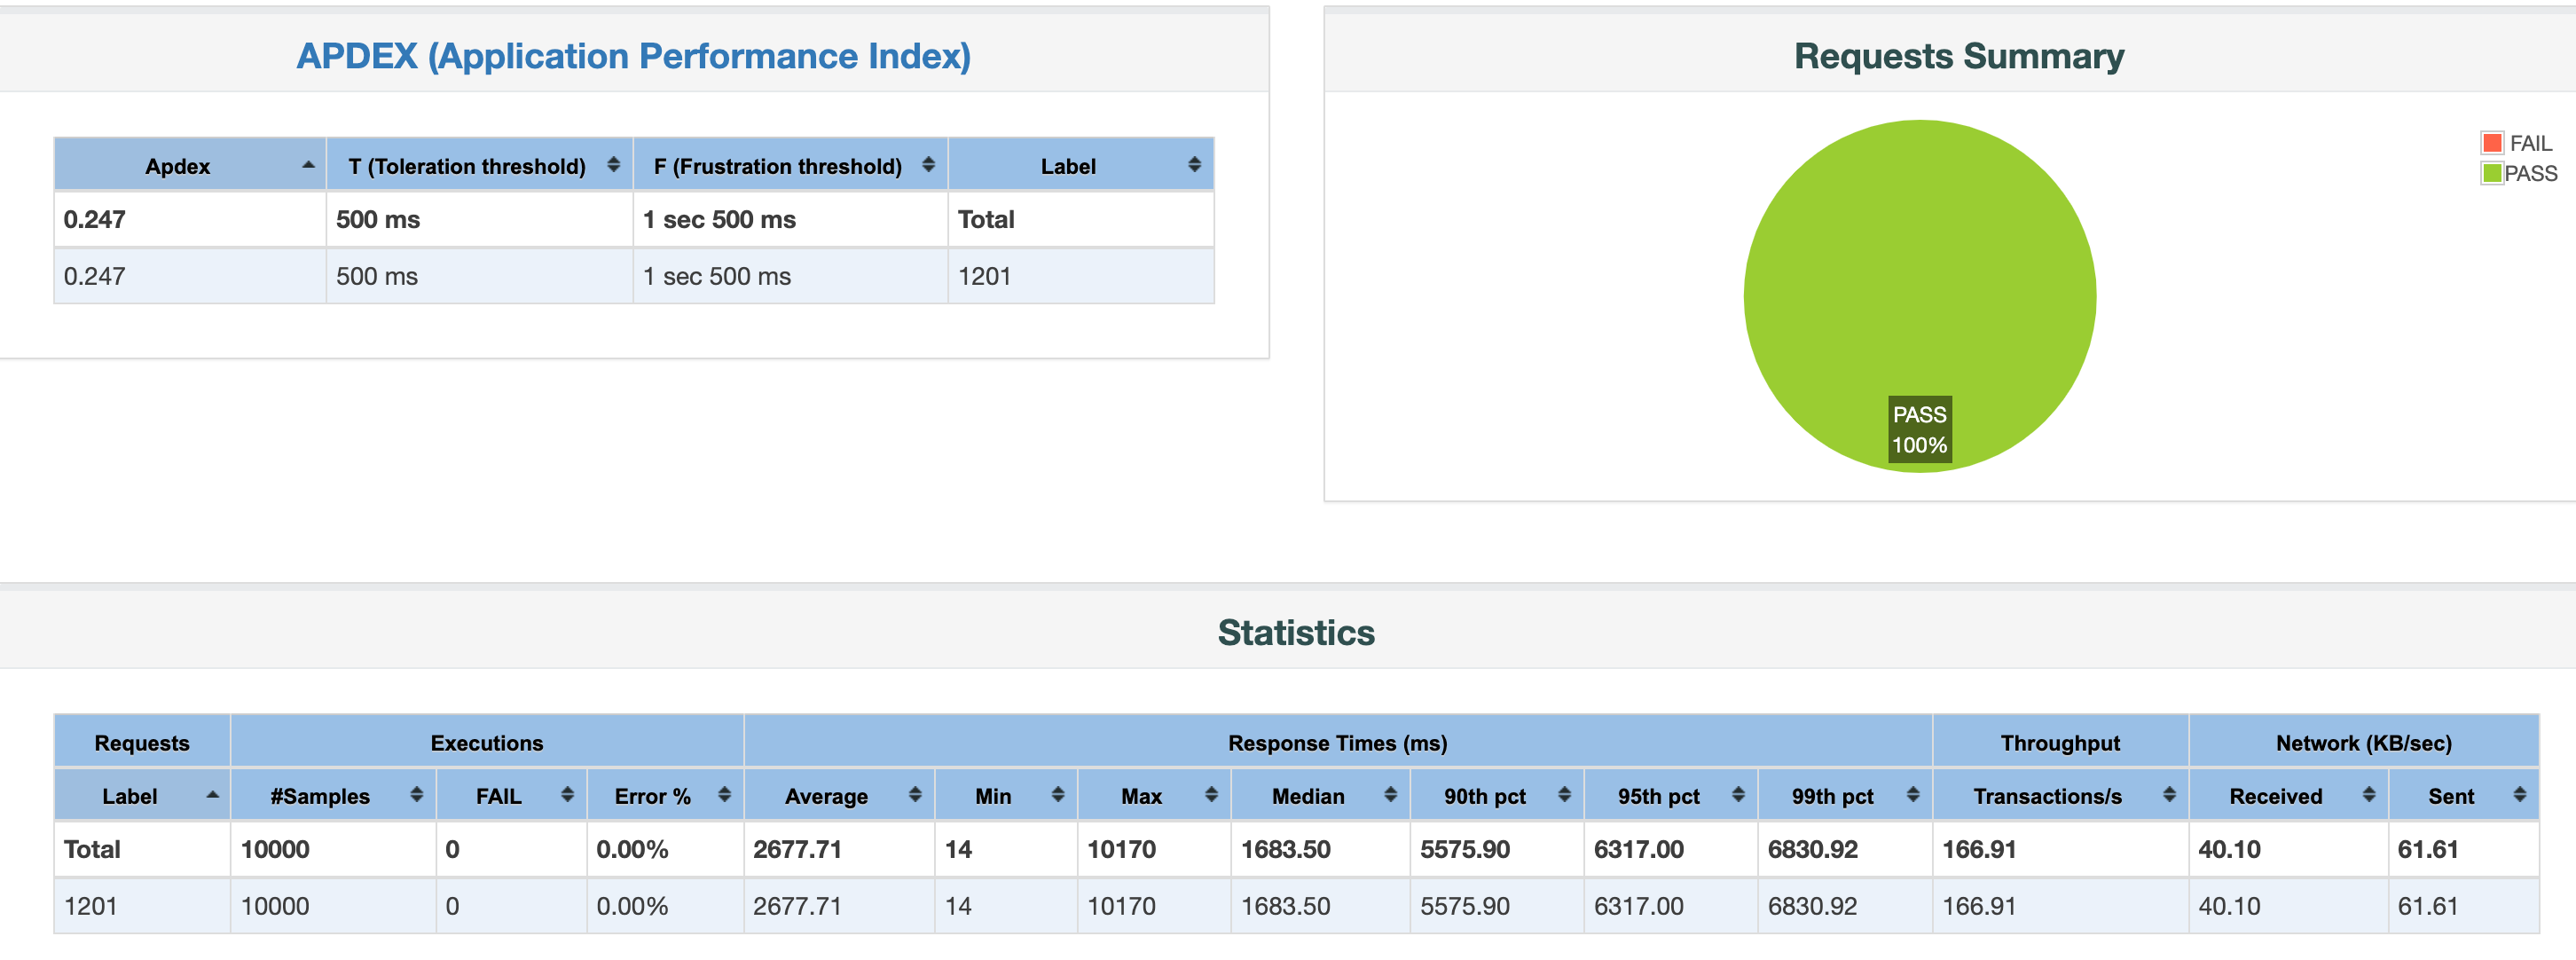 APDEX (Application Performance Index)
Apdex T (Toleration threshold) F (Frustration threshold) Label
0.247 500 ms 1 sec 500 ms Total
0.247 500 ms 1 sec 500 ms 1201
Requests Summary
FAIL
PASS
PASS
100%
Statistics
Requests Executions Response Times (ms) Throughput Network (KB/sec)
Label #Samples FAIL Error % Average Min Max Median 90th pct 95th pct 99th pct Transactions/s Received Sent
Total 10000 0 0.00% 2677.71 14 10170 1683.50 5575.90 6317.00 6830.92 166.91 40.10 61.61
1201 10000 0 0.00% 2677.71 14 10170 1683.50 5575.90 6317.00 6830.92 166.91 40.10 61.61